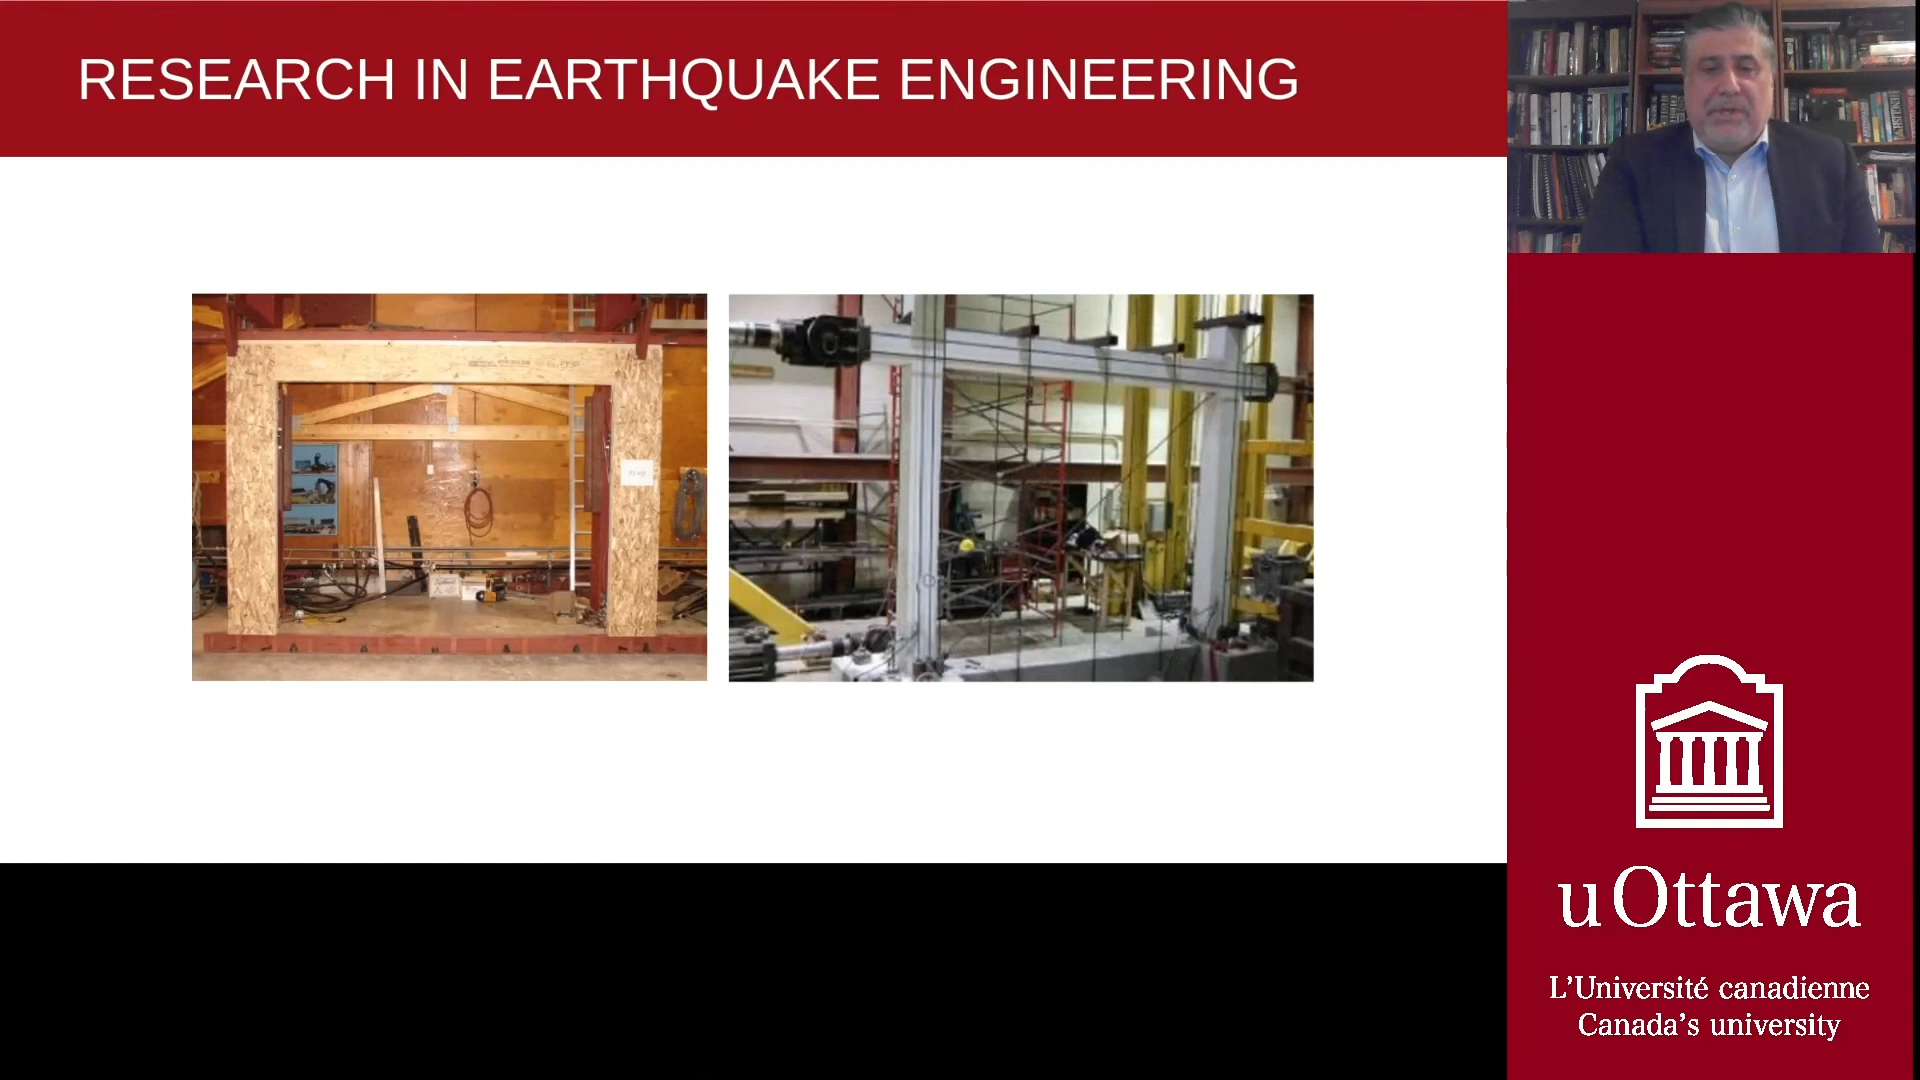 RESEARCH IN EARTHQUAKE ENGINEERING
uOttawa
L'Université canadienne
Canada's university